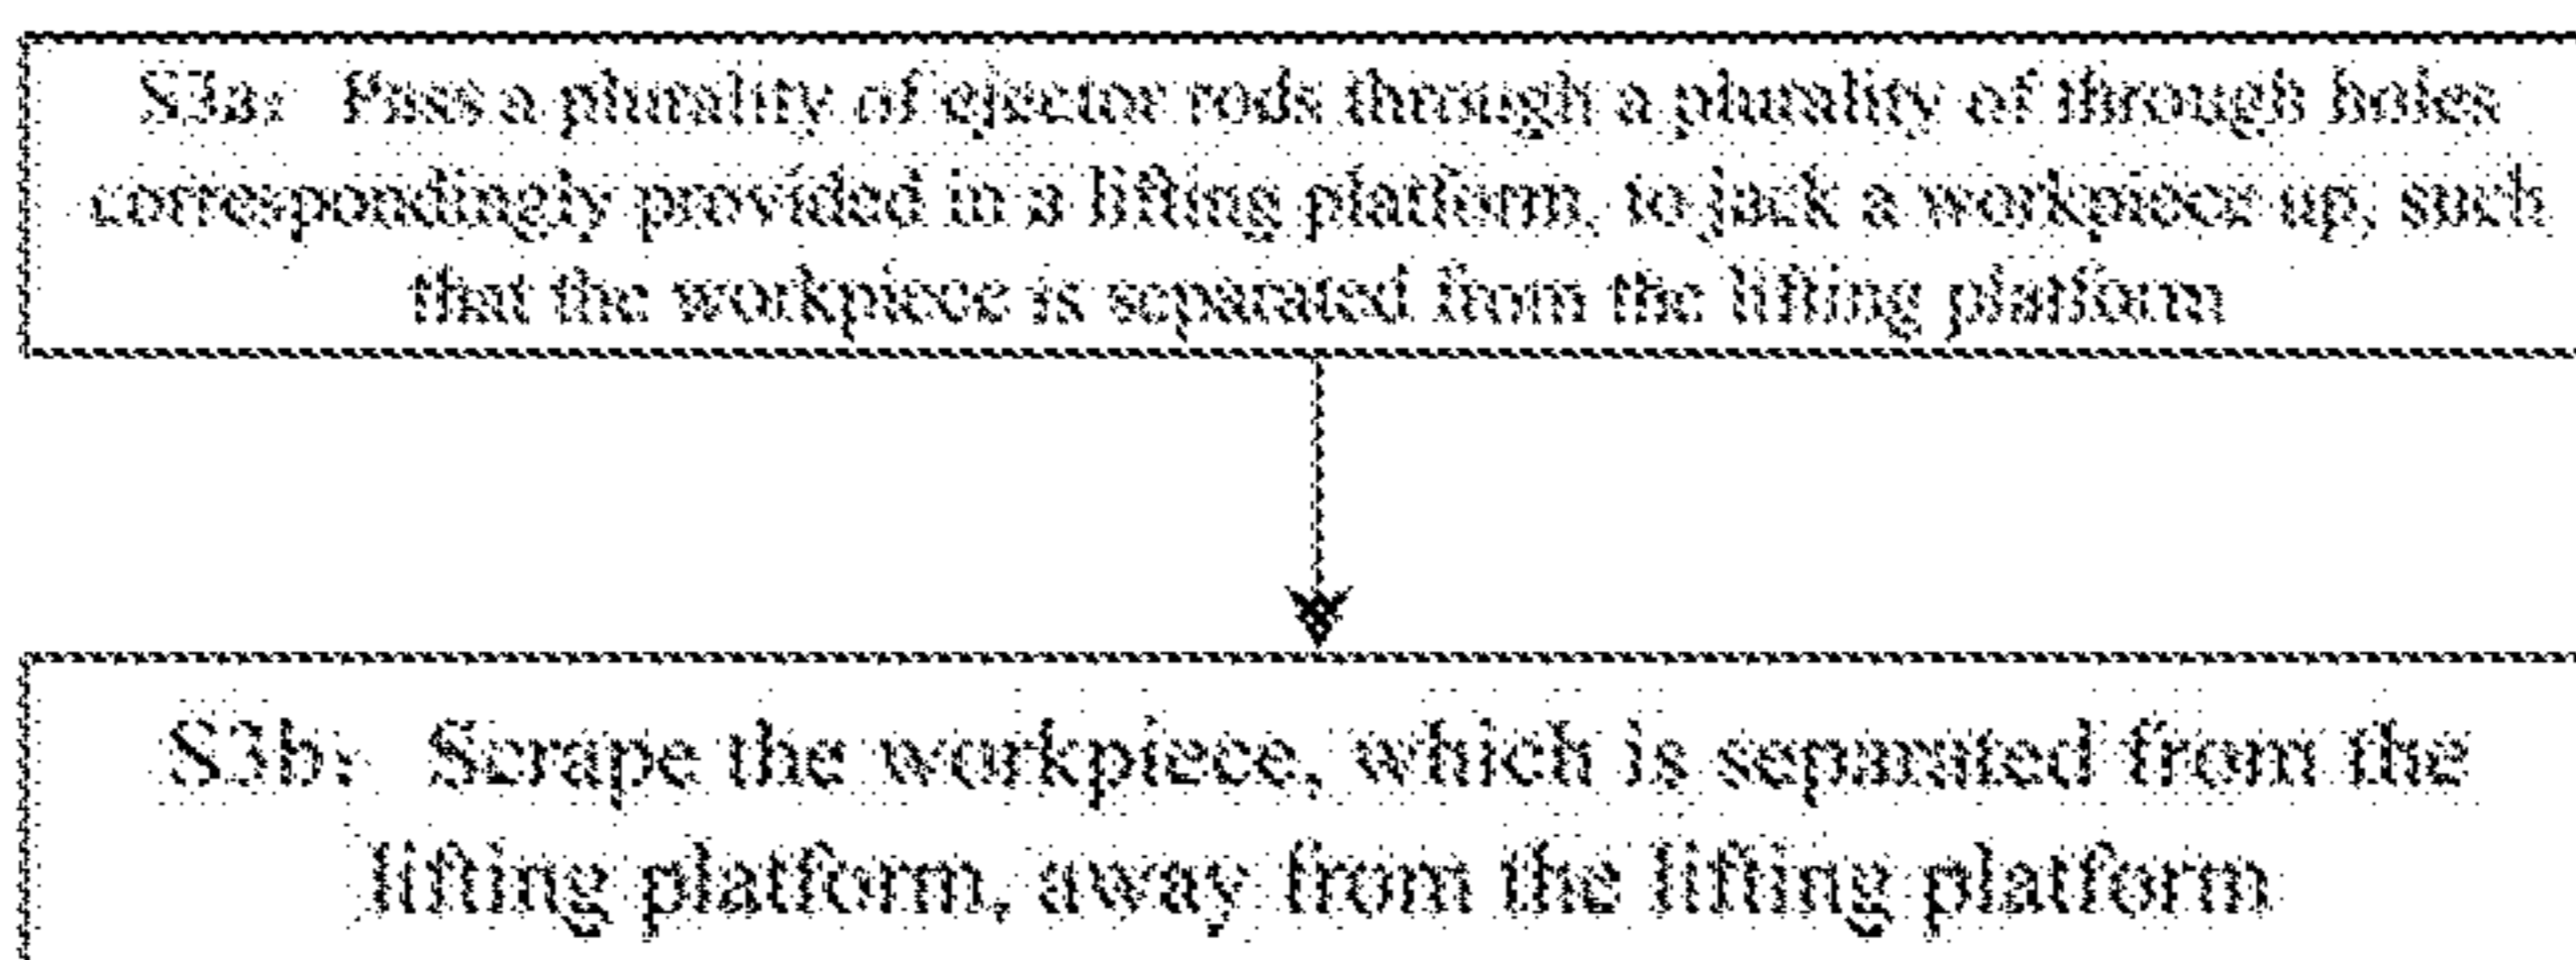 S3a: Pass a plurality of ejector rods through a plurality of through holes
correspondingly provided in a lifting platform, to jack a workpiece up, such
that the workpiece is separated from the lifting platform
S3b: Scrape the workpiece, which is separated from the
lifting platform, away from the lifting platform